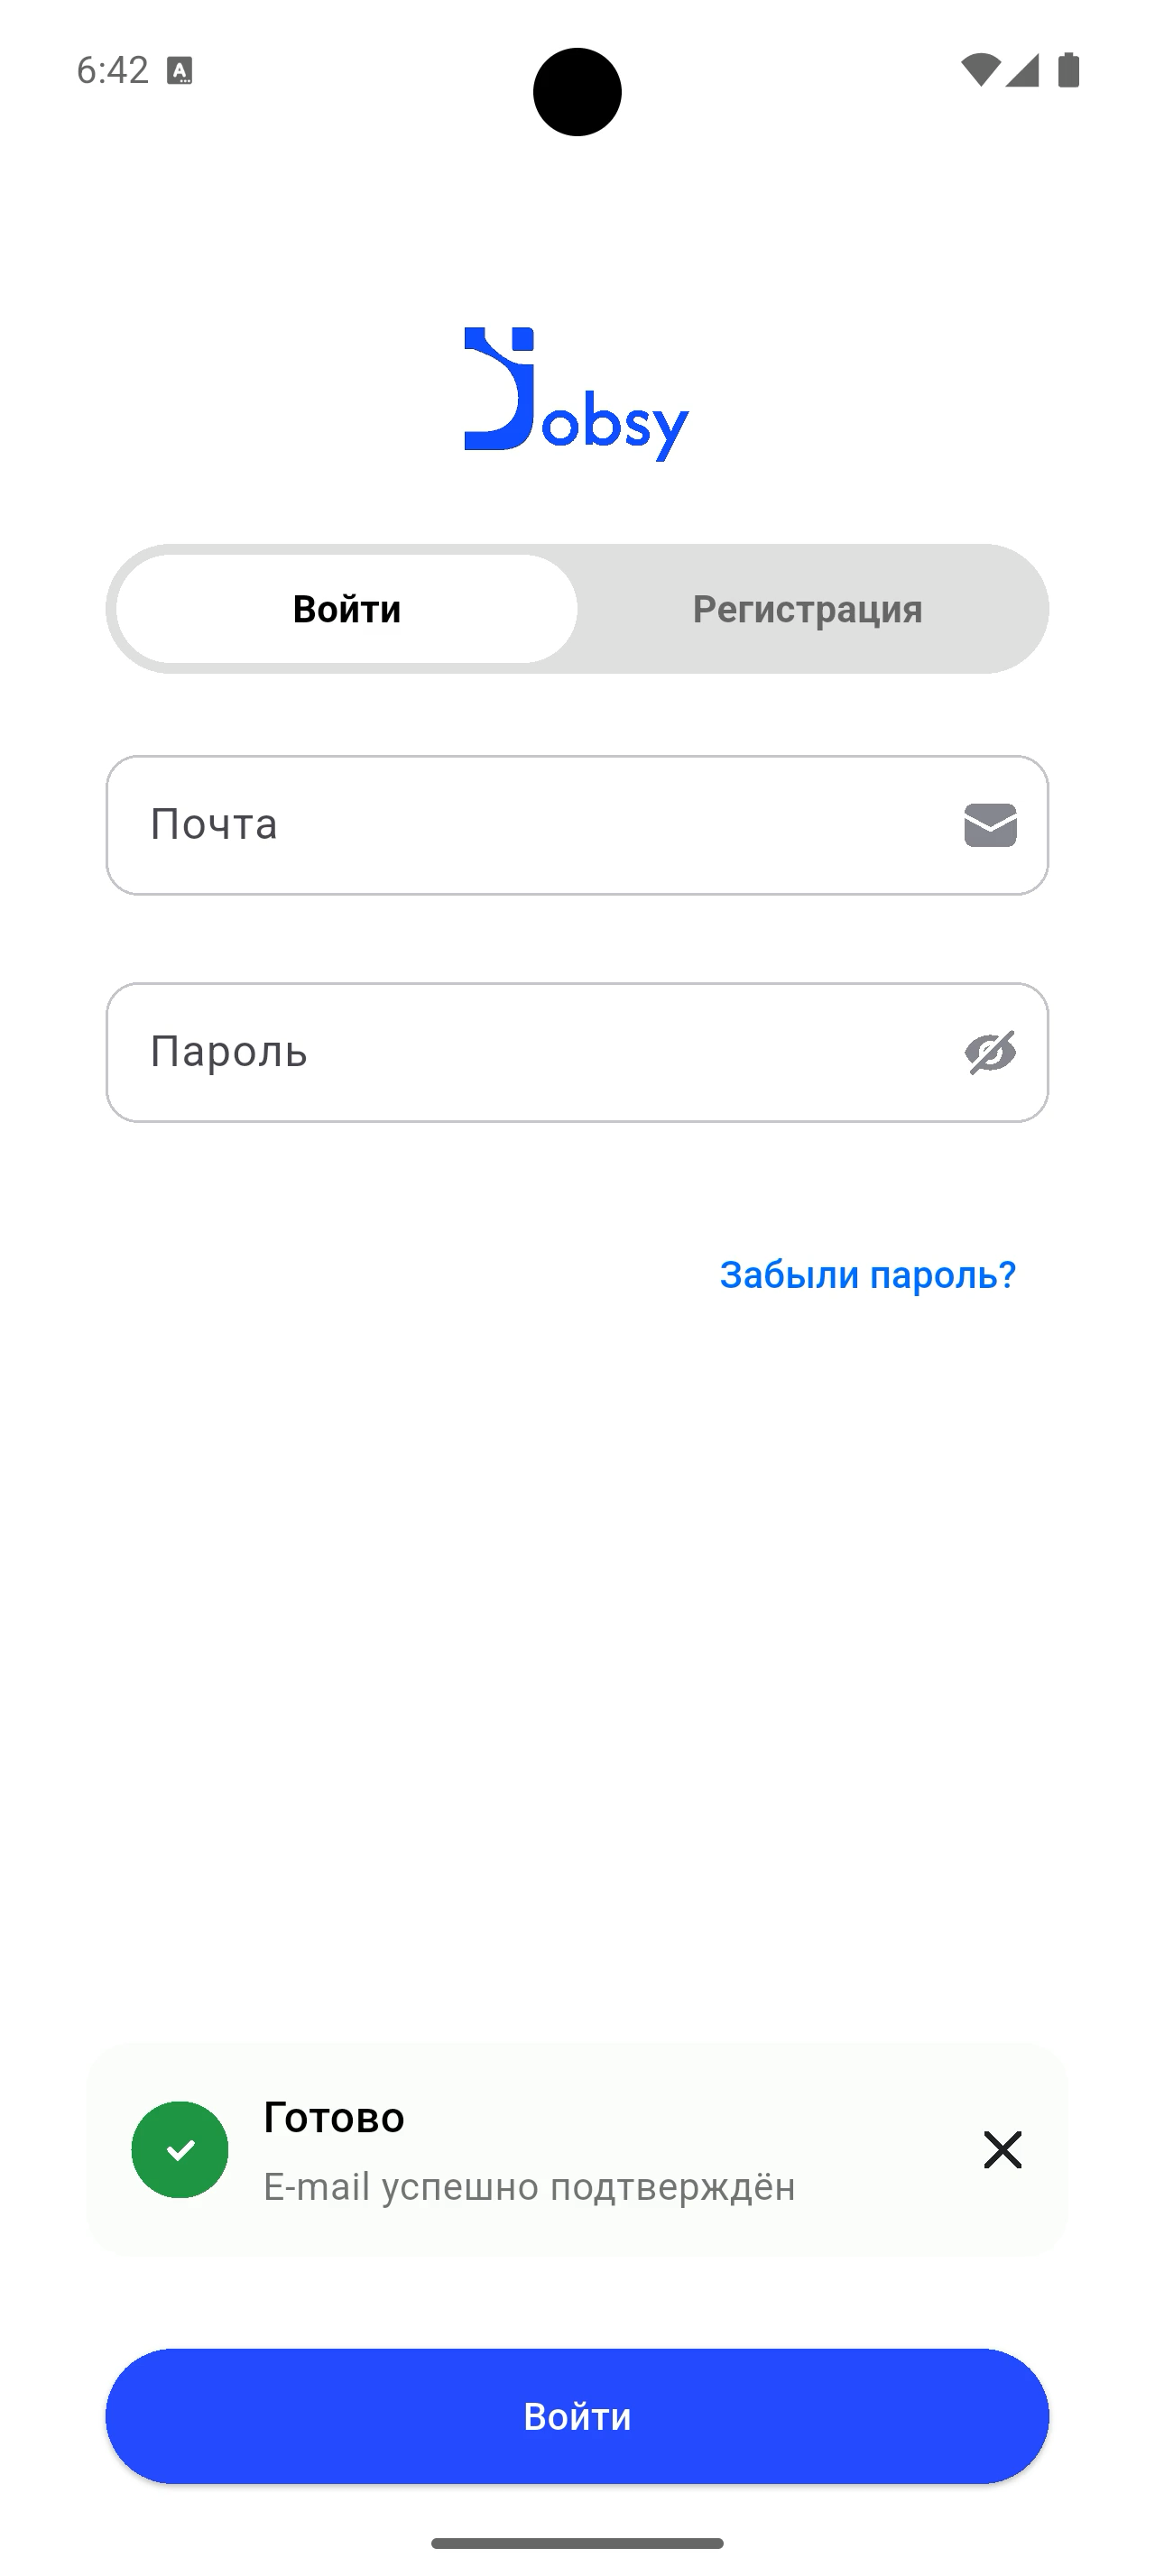 6:42
Jobsy
Войти
Регистрация
Почта
Пароль
Забыли пароль?
Готово
E-mail успешно подтверждён
Войти